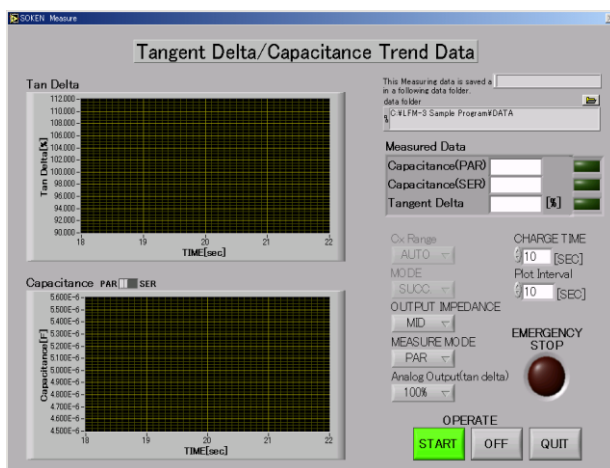 SOKEN Measure
Tangent Delta/Capacitance Trend Data
Tan Delta
112.000
110.000
108.000
106.000
104.000
102.000
100.000
98.000
96.000
94.000
92.000
90.000
Tan Delta[%]
18 19 20 21 22
TIME[sec]
Capacitance PAR SER
5.600E-6
5.500E-6
5.400E-6
5.300E-6
5.200E-6
5.100E-6
5.000E-6
4.900E-6
4.800E-6
4.700E-6
4.600E-6
4.500E-6
Capacitance[F]
18 19 20 21 22
TIME[sec]
This Measuring data is saved a
in a following data folder.
data folder
C:¥LFM-3 Sample Program¥DATA
Measured Data
Capacitance(PAR)
Capacitance(SER)
Tangent Delta [%]
Cx Range
AUTO
MODE
SUCC.
OUTPUT IMPEDANCE
MID
MEASURE MODE
PAR
Analog Output(tan delta)
100%
CHARGE TIME
10 [SEC]
Plot Interval
10 [SEC]
EMERGENCY
STOP
OPERATE
START OFF QUIT